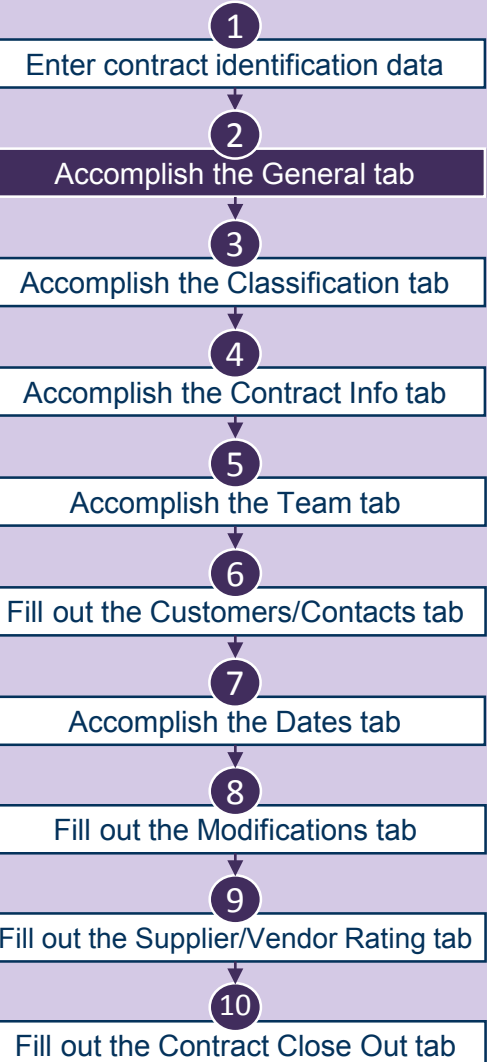 1
Enter contract identification data
2
Accomplish the General tab
3
Accomplish the Classification tab
4
Accomplish the Contract Info tab
5
Accomplish the Team tab
6
Fill out the Customers/Contacts tab
7
Accomplish the Dates tab
8
Fill out the Modifications tab
9
Fill out the Supplier/Vendor Rating tab
10
Fill out the Contract Close Out tab